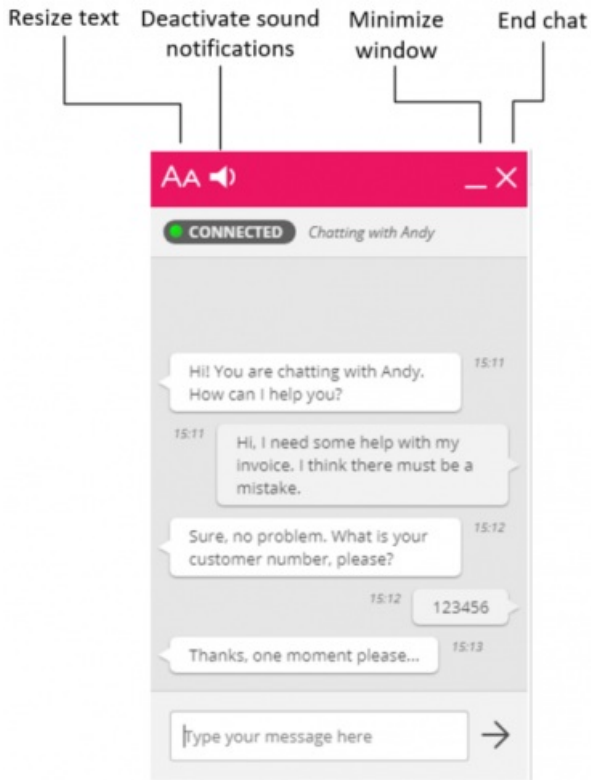 Resize text
Deactivate sound
notifications
Minimize
window
End chat
AA
CONNECTED Chatting with Andy
Hi! You are chatting with Andy.
How can I help you?
15:11
15:11
Hi, I need some help with my
invoice. I think there must be a
mistake.
Sure, no problem. What is your
customer number, please?
15:12
15:12
123456
Thanks, one moment please...
15:13
Type your message here